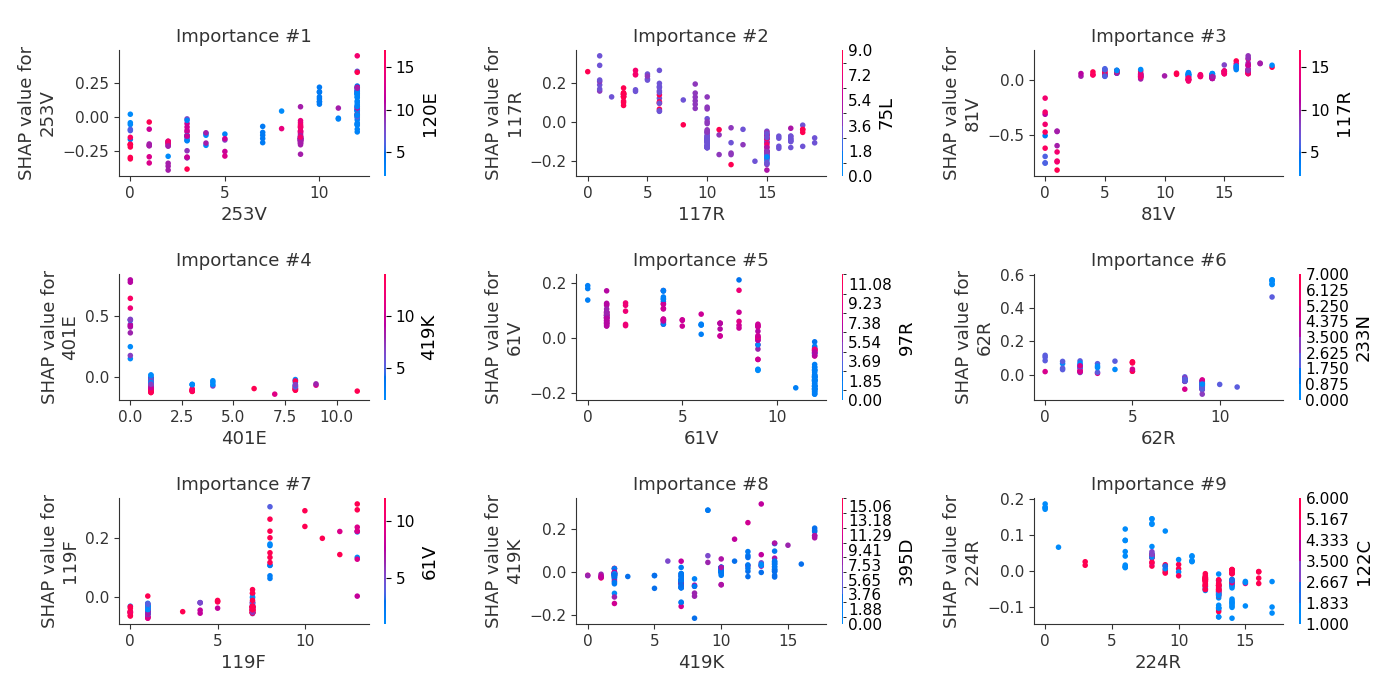 Importance #1
SHAP value for
253V
0.25
0.00
−0.25
0
5
10
253V
15
10
5
120E
Importance #2
SHAP value for
117R
0.2
0.0
−0.2
0
5
10
15
117R
9.0
7.2
5.4
3.6
1.8
0.0
75L
Importance #3
SHAP value for
81V
0.0
−0.5
0
5
10
15
81V
15
10
5
117R
Importance #4
SHAP value for
401E
0.5
0.0
0.0
2.5
5.0
7.5
10.0
401E
10
5
419K
Importance #5
SHAP value for
61V
0.2
0.0
−0.2
0
5
10
61V
11.08
9.23
7.38
5.54
3.69
1.85
0.00
97R
Importance #6
SHAP value for
62R
0.6
0.4
0.2
0.0
0
5
10
62R
7.000
6.125
5.250
4.375
3.500
2.625
1.750
0.875
0.000
233N
Importance #7
SHAP value for
119F
0.2
0.0
0
5
10
119F
10
5
61V
Importance #8
SHAP value for
419K
0.2
0.0
−0.2
0
5
10
15
419K
15.06
13.18
11.29
9.41
7.53
5.65
3.76
1.88
0.00
395D
Importance #9
SHAP value for
224R
0.2
0.1
0.0
−0.1
0
5
10
15
224R
6.000
5.167
4.333
3.500
2.667
1.833
1.000
122C